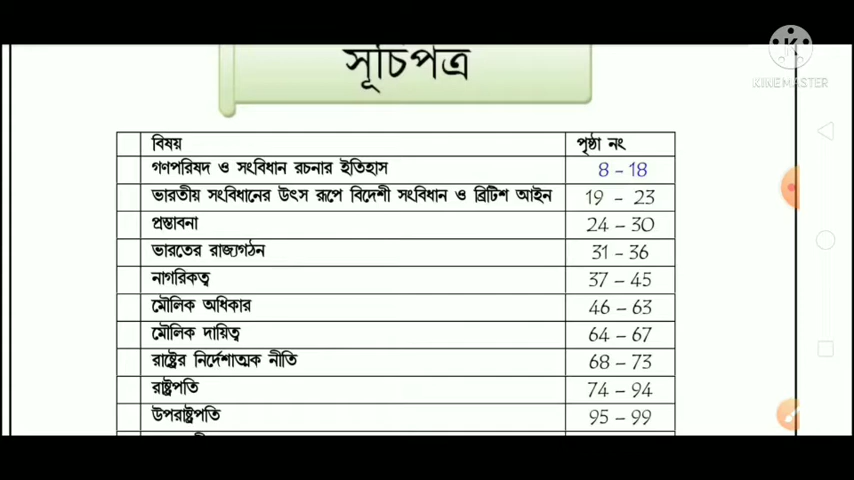 সূচিপত্র
KINEMASTER
বিষয় পৃষ্ঠা নং
গণপরিষদ ও সংবিধান রচনার ইতিহাস 8 - 18
ভারতীয় সংবিধানের উৎস রূপে বিদেশী সংবিধান ও ব্রিটিশ আইন 19 - 23
প্রস্তাবনা 24 - 30
ভারতের রাজ্যগঠন 31 - 36
নাগরিকত্ব 37 - 45
মৌলিক অধিকার 46 - 63
মৌলিক দায়িত্ব 64 - 67
রাষ্ট্রের নির্দেশাত্মক নীতি 68 - 73
রাষ্ট্রপতি 74 - 94
উপরাষ্ট্রপতি 95 - 99